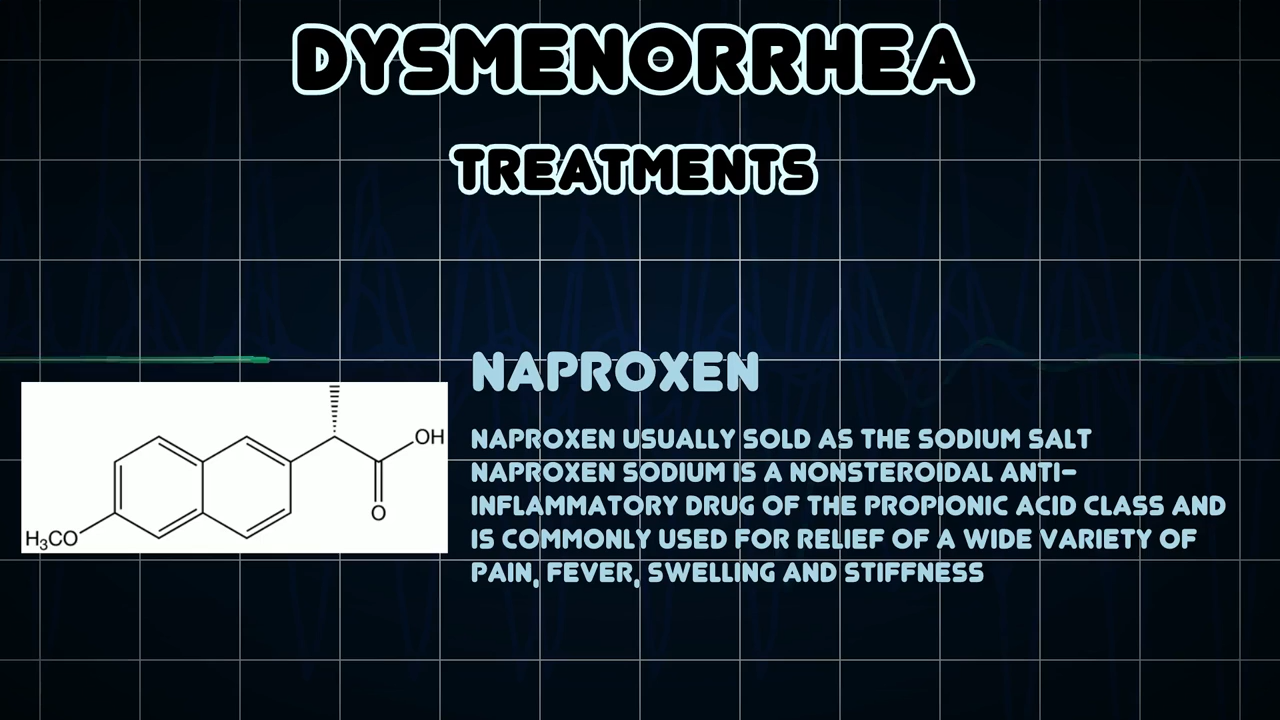 DYSMENORRHEA
TREATMENTS
NAPROXEN
NAPROXEN USUALLY SOLD AS THE SODIUM SALT
NAPROXEN SODIUM IS A NONSTEROIDAL ANTI-
INFLAMMATORY DRUG OF THE PROPIONIC ACID CLASS AND
IS COMMONLY USED FOR RELIEF OF A WIDE VARIETY OF
PAIN, FEVER, SWELLING AND STIFFNESS
OH
O
H₃CO